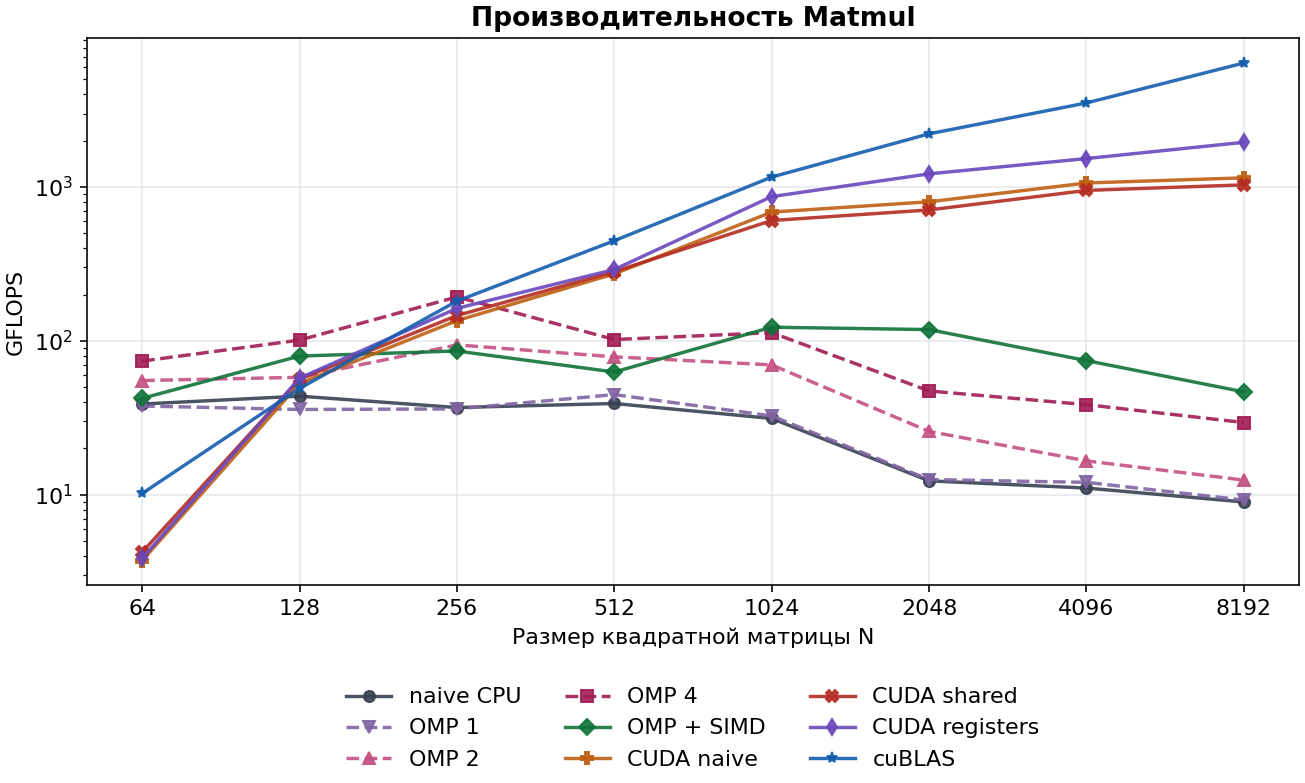 Производительность Matmul
GFLOPS
10³
10²
10¹
64 128 256 512 1024 2048 4096 8192
Размер квадратной матрицы N
naive CPU OMP 4 CUDA shared
OMP 1 OMP + SIMD CUDA registers
OMP 2 CUDA naive cuBLAS